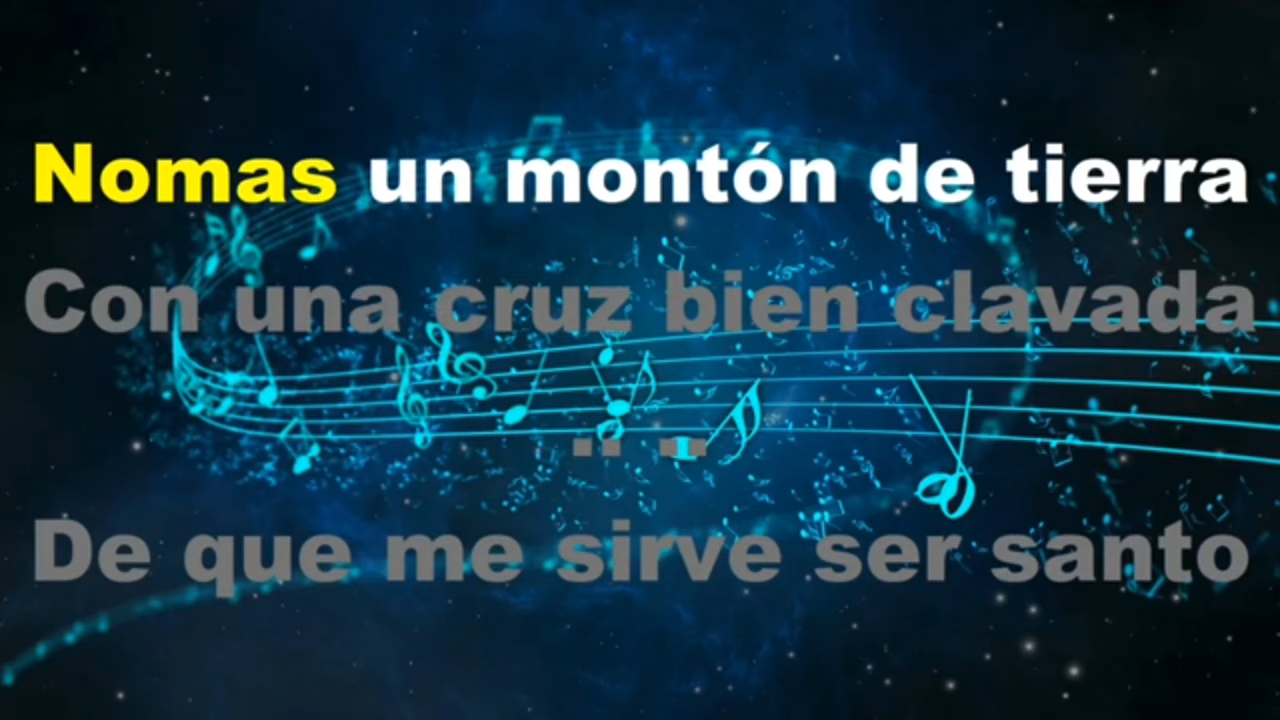 Nomas un montón de tierra
Con una cruz bien clavada
.. -
De que me sirve ser santo